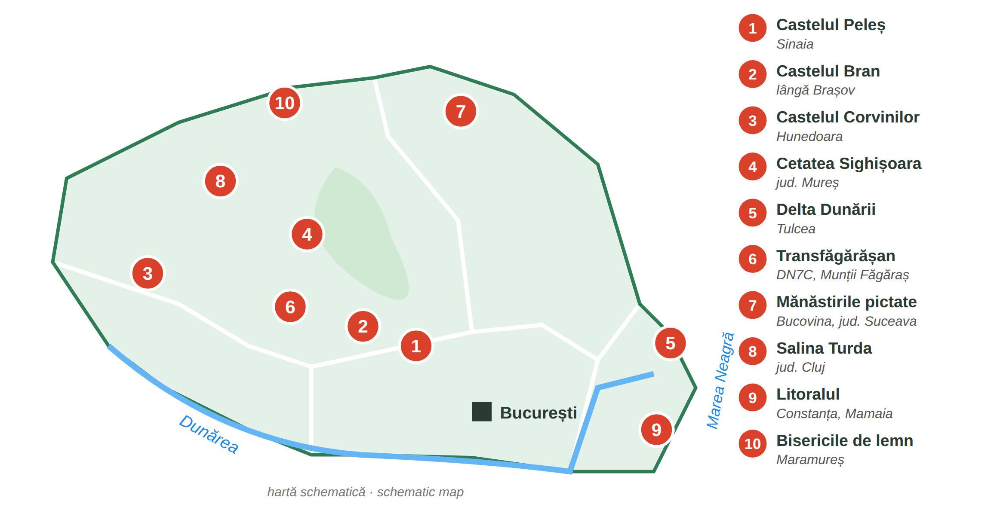 10
7
8
4
3
6
2
1
5
9
București
Dunărea
Marea Neagră
hartă schematică · schematic map
1 Castelul Peleș
Sinaia
2 Castelul Bran
lângă Brașov
3 Castelul Corvinilor
Hunedoara
4 Cetatea Sighișoara
jud. Mureș
5 Delta Dunării
Tulcea
6 Transfăgărășan
DN7C, Munții Făgăraș
7 Mănăstirile pictate
Bucovina, jud. Suceava
8 Salina Turda
jud. Cluj
9 Litoralul
Constanța, Mamaia
10 Bisericile de lemn
Maramureș